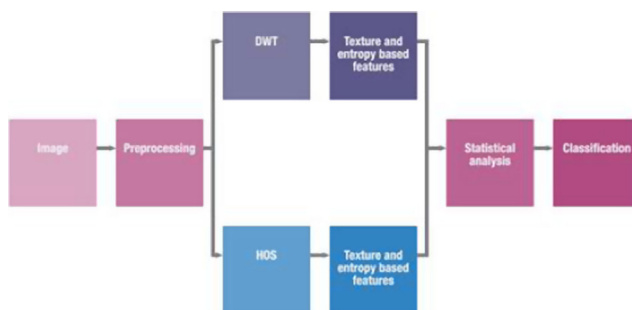 DWT
Texture and
entropy based
features
Image
Preprocessing
Statistical
analysis
Classification
HOS
Texture and
entropy based
features